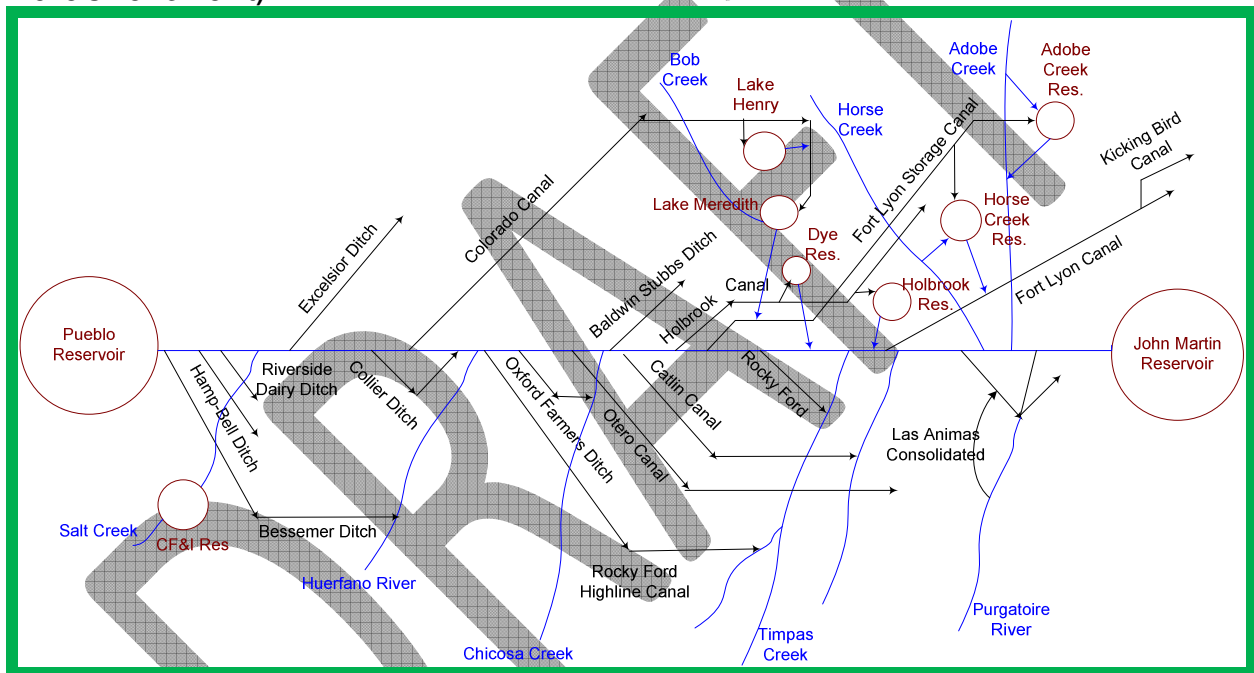 Bob
Creek
Lake
Henry
Horse
Creek
Adobe
Creek
Adobe
Creek
Res.
Kicking Bird
Canal
Fort Lyon Storage Canal
Excelsior Ditch
Colorado Canal
Lake Meredith
Dye
Res.
Horse
Creek
Res.
Baldwin Stubbs Ditch
Holbrook
Canal
Holbrook
Res.
Fort Lyon Canal
Pueblo
Reservoir
John Martin
Reservoir
Hamp-Bell Ditch
Riverside
Dairy Ditch
Collier Ditch
Oxford Farmers Ditch
Otero Canal
Catlin Canal
Rocky Ford
Las Animas
Consolidated
Salt Creek
CF&I Res
Bessemer Ditch
Huerfano River
Rocky Ford
Highline Canal
Chicosa Creek
Timpas
Creek
Purgatoire
River
DRAFT